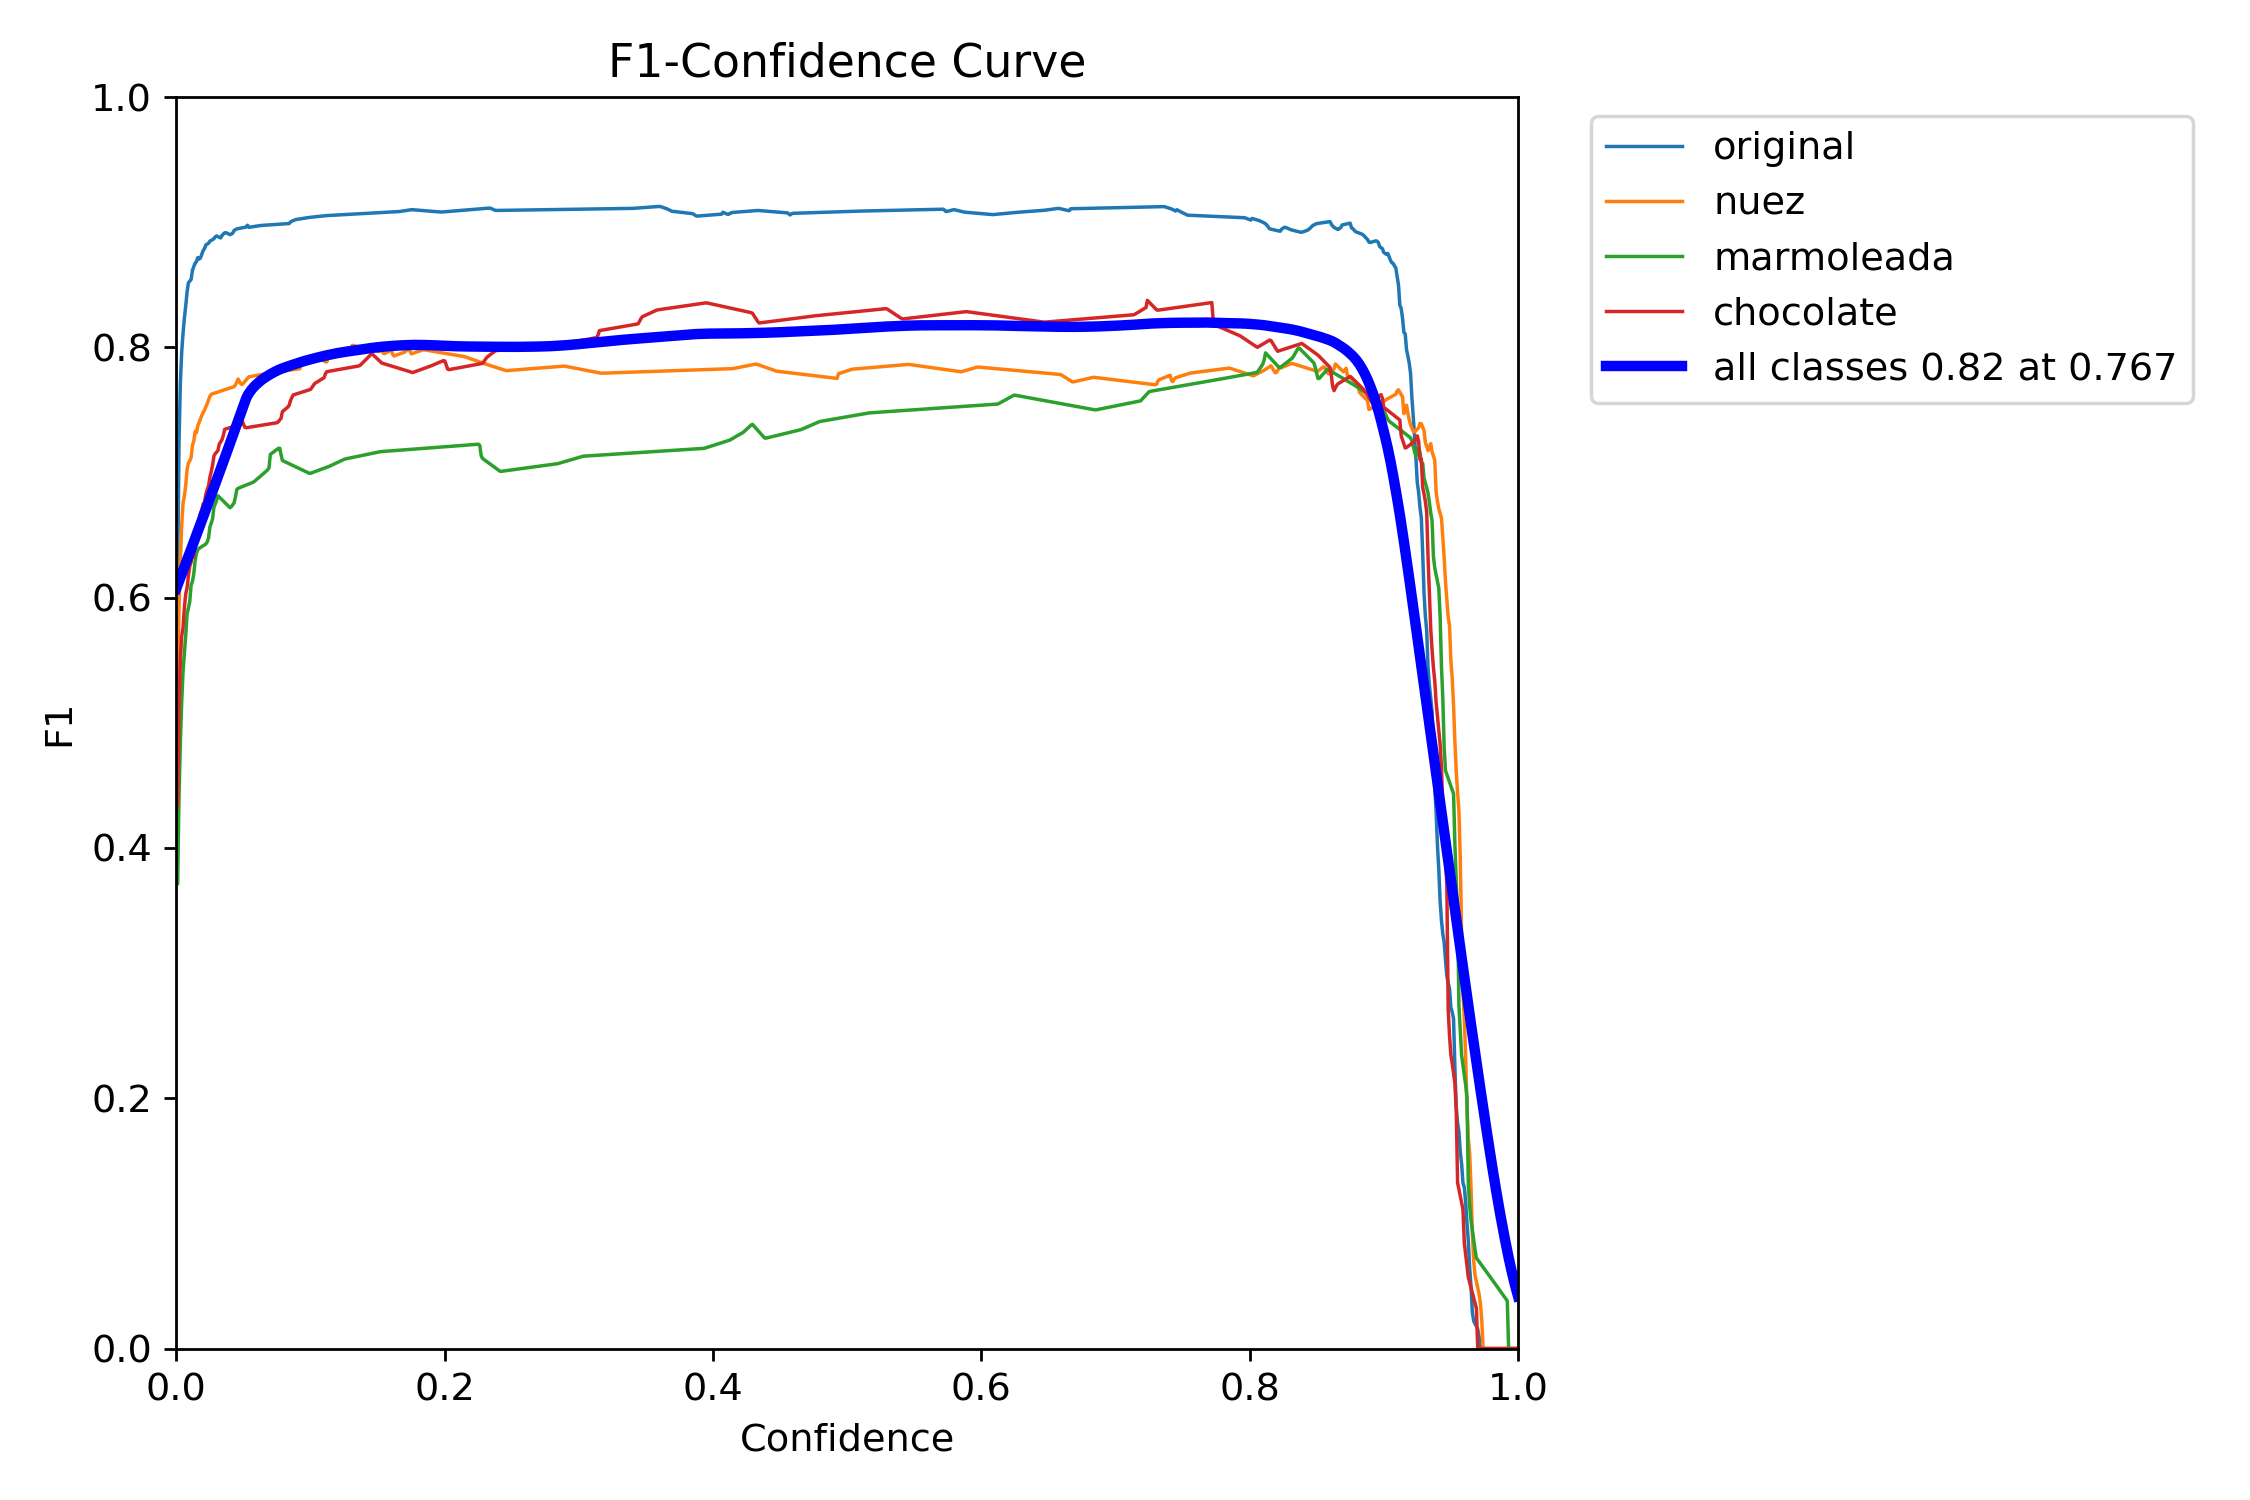 F1-Confidence Curve
1.0
0.8
0.6
0.4
0.2
0.0
F1
0.0 0.2 0.4 0.6 0.8 1.0
Confidence
original
nuez
marmoleada
chocolate
all classes 0.82 at 0.767